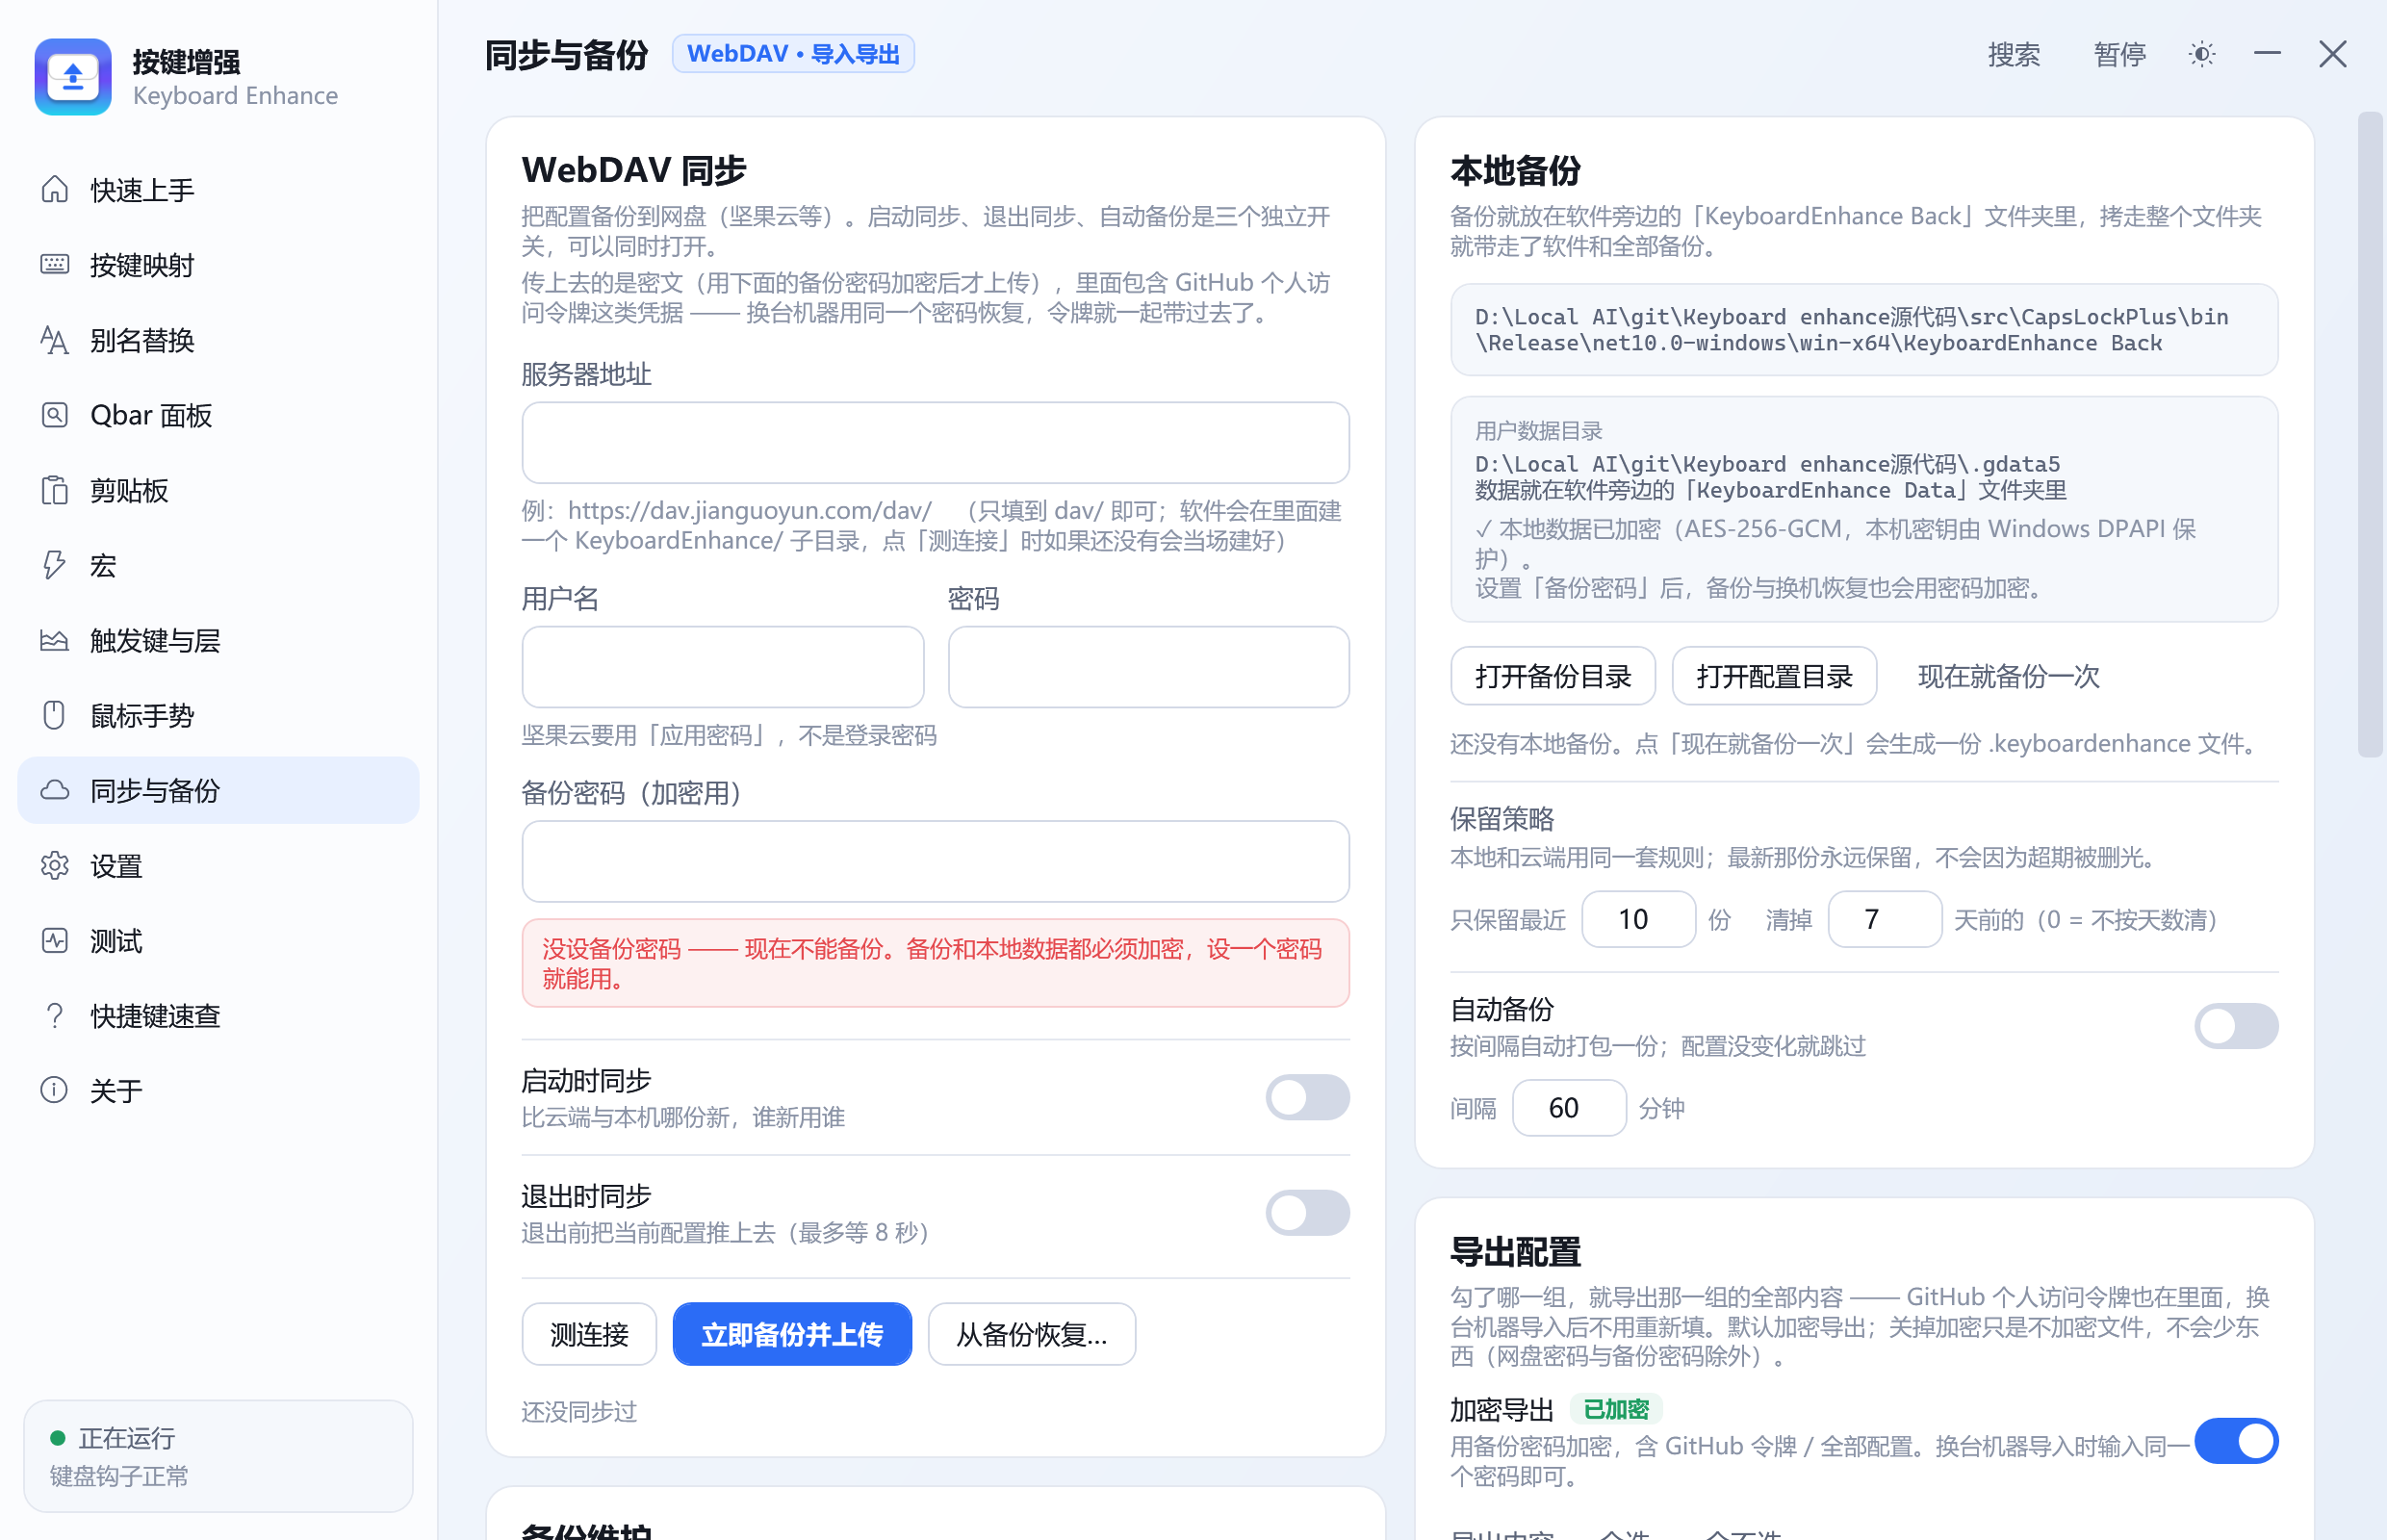 按键增强
Keyboard Enhance
快速上手
按键映射
别名替换
Qbar 面板
剪贴板
宏
触发键与层
鼠标手势
同步与备份
设置
测试
快捷键速查
关于
正在运行
键盘钩子正常
同步与备份
WebDAV • 导入导出
搜索
暂停
WebDAV 同步
把配置备份到网盘（坚果云等）。启动同步、退出同步、自动备份是三个独立开
关，可以同时打开。
传上去的是密文（用下面的备份密码加密后才上传），里面包含 GitHub 个人访
问令牌这类凭据 —— 换台机器用同一个密码恢复，令牌就一起带过去了。
服务器地址
例：https://dav.jianguoyun.com/dav/　（只填到 dav/ 即可；软件会在里面建
一个 KeyboardEnhance/ 子目录，点「测连接」时如果还没有会当场建好）
用户名
密码
坚果云要用「应用密码」，不是登录密码
备份密码（加密用）
没设备份密码 —— 现在不能备份。备份和本地数据都必须加密，设一个密码
就能用。
启动时同步
比云端与本机哪份新，谁新用谁
退出时同步
退出前把当前配置推上去（最多等 8 秒）
测连接
立即备份并上传
从备份恢复...
还没同步过
本地备份
备份就放在软件旁边的「KeyboardEnhance Back」文件夹里，拷走整个文件夹
就带走了软件和全部备份。
D:\Local AI\git\Keyboard enhance源代码\src\CapsLockPlus\bin
\Release\net10.0-windows\win-x64\KeyboardEnhance Back
用户数据目录
D:\Local AI\git\Keyboard enhance源代码\.gdata5
数据就在软件旁边的「KeyboardEnhance Data」文件夹里
✓ 本地数据已加密（AES-256-GCM，本机密钥由 Windows DPAPI 保
护）。
设置「备份密码」后，备份与换机恢复也会用密码加密。
打开备份目录
打开配置目录
现在就备份一次
还没有本地备份。点「现在就备份一次」会生成一份 .keyboardenhance 文件。
保留策略
本地和云端用同一套规则；最新那份永远保留，不会因为超期被删光。
只保留最近 10 份 清掉 7 天前的（0 = 不按天数清）
自动备份
按间隔自动打包一份；配置没变化就跳过
间隔 60 分钟
导出配置
勾了哪一组，就导出那一组的全部内容 —— GitHub 个人访问令牌也在里面，换
台机器导入后不用重新填。默认加密导出；关掉加密只是不加密文件，不会少东
西（网盘密码与备份密码除外）。
加密导出 已加密
用备份密码加密，含 GitHub 令牌 / 全部配置。换台机器导入时输入同一
个密码即可。
备份维护
导出内容 全选 全不选